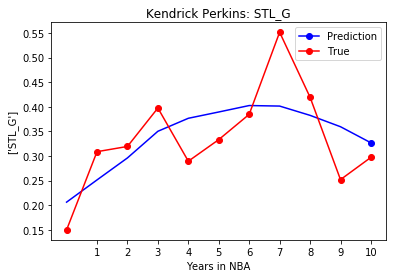 Kendrick Perkins: STL_G
Prediction
True
0.55
0.50
0.45
0.40
0.35
0.30
0.25
0.20
0.15
['STL_G']
1 2 3 4 5 6 7 8 9 10
Years in NBA